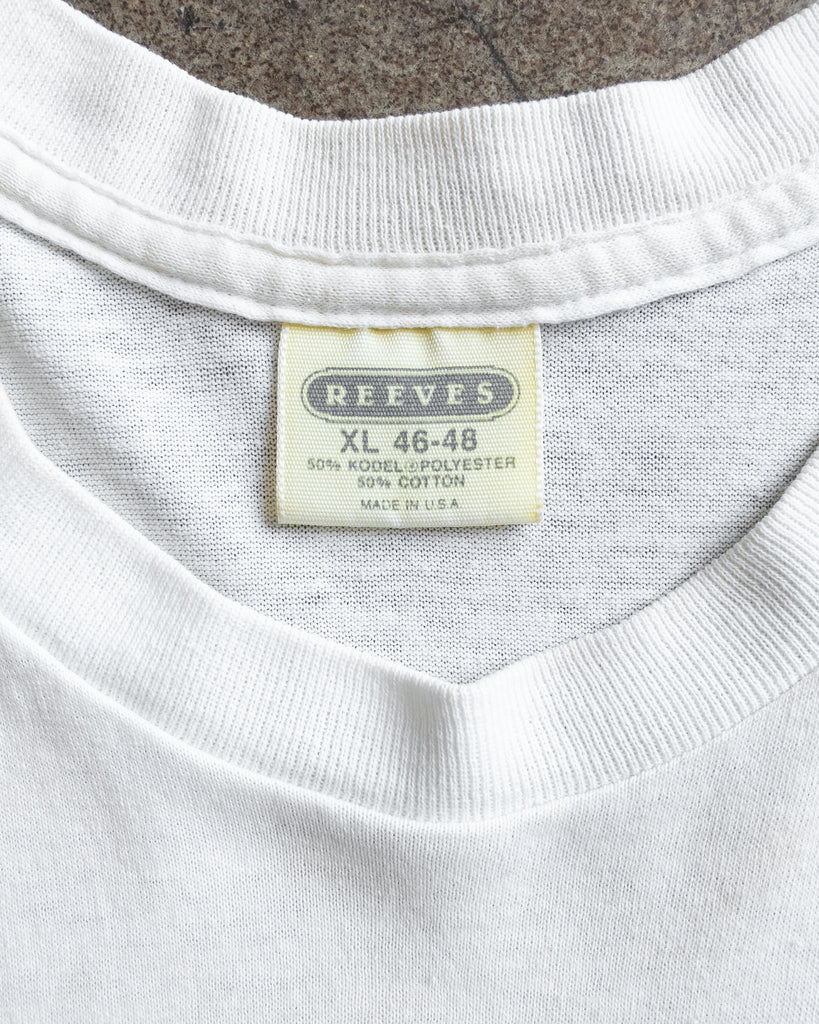 REEVES
XL 46-48
50% KODEL®POLYESTER
50% COTTON
MADE IN U.S.A